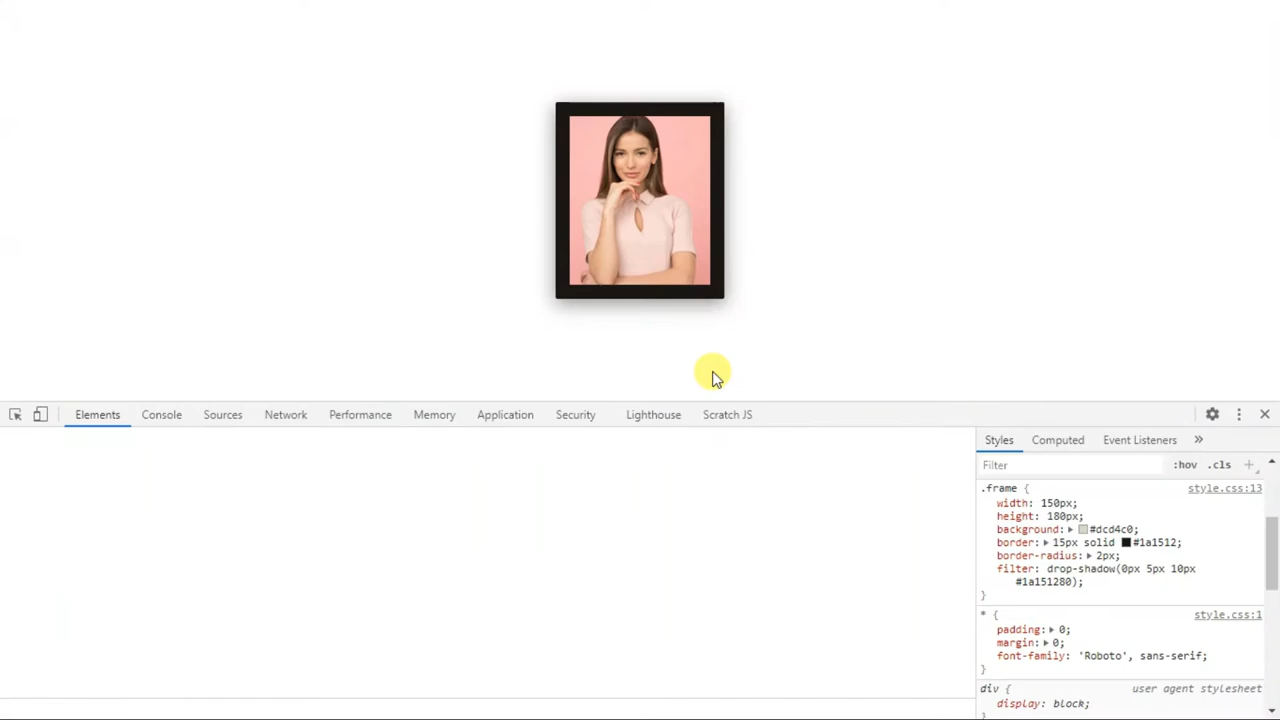 Elements Console Sources Network Performance Memory Application Security Lighthouse Scratch JS
Styles Computed Event Listeners »
Filter :hov .cls +
.frame { style.css:13
width: 150px;
height: 180px;
background: #dcd4c0;
border: 15px solid #1a1512;
border-radius: 2px;
filter: drop-shadow(0px 5px 10px
#1a151280);
}
* { style.css:1
padding: 0;
margin: 0;
font-family: 'Roboto', sans-serif;
}
div { user agent stylesheet
display: block;